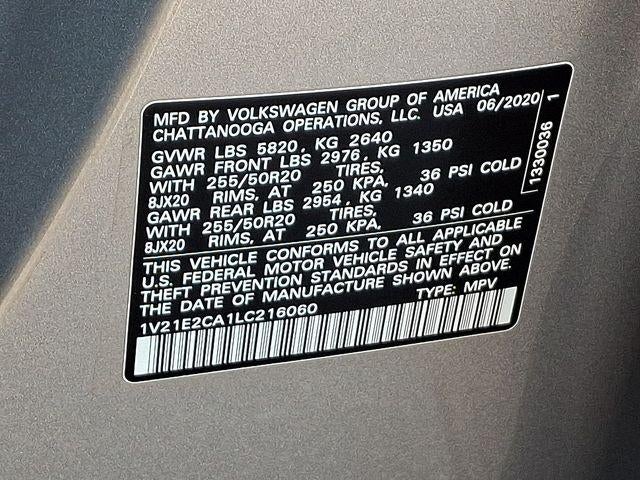 MFD BY VOLKSWAGEN GROUP OF AMERICA
CHATTANOOGA OPERATIONS, LLC. USA 06/2020
GVWR LBS 5820, KG 2640
GAWR FRONT LBS 2976, KG 1350
WITH 255/50R20 TIRES,
8JX20 RIMS, AT 250 KPA, 36 PSI COLD
GAWR REAR LBS 2954, KG 1340
WITH 255/50R20 TIRES,
8JX20 RIMS, AT 250 KPA, 36 PSI COLD
THIS VEHICLE CONFORMS TO ALL APPLICABLE
U.S. FEDERAL MOTOR VEHICLE SAFETY AND
THEFT PREVENTION STANDARDS IN EFFECT ON
THE DATE OF MANUFACTURE SHOWN ABOVE.
1V21E2CA1LC216060 TYPE: MPV
1330036 1